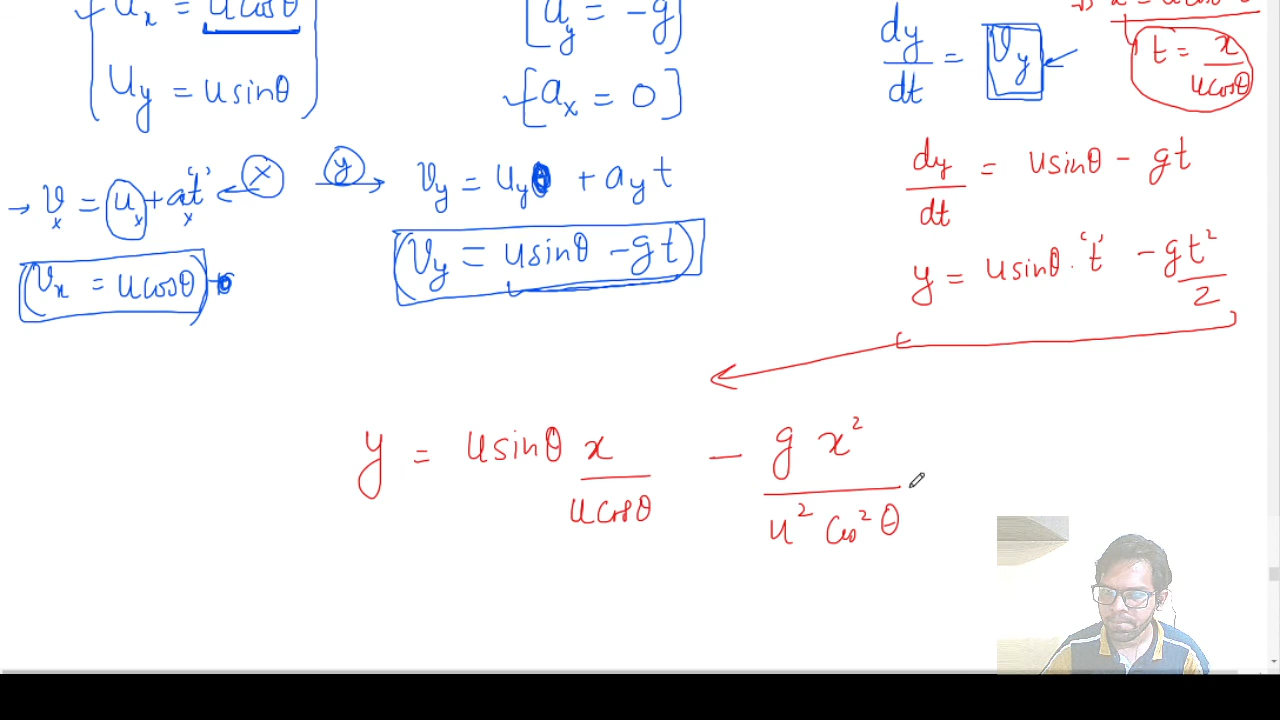 u_x = u cosθ
u_y = u sinθ
a_y = -g
a_x = 0
dy/dt = v_y
t = x/(u cosθ)
→ v_x = u_x + a_x 't' ← x
v_x = u cosθ
y → v_y = u_y + a_y t
v_y = u sinθ - gt
dy/dt = u sinθ - gt
y = u sinθ . 't' - gt²/2
y = u sinθ x/(u cosθ) - g x²/(u² cos² θ)